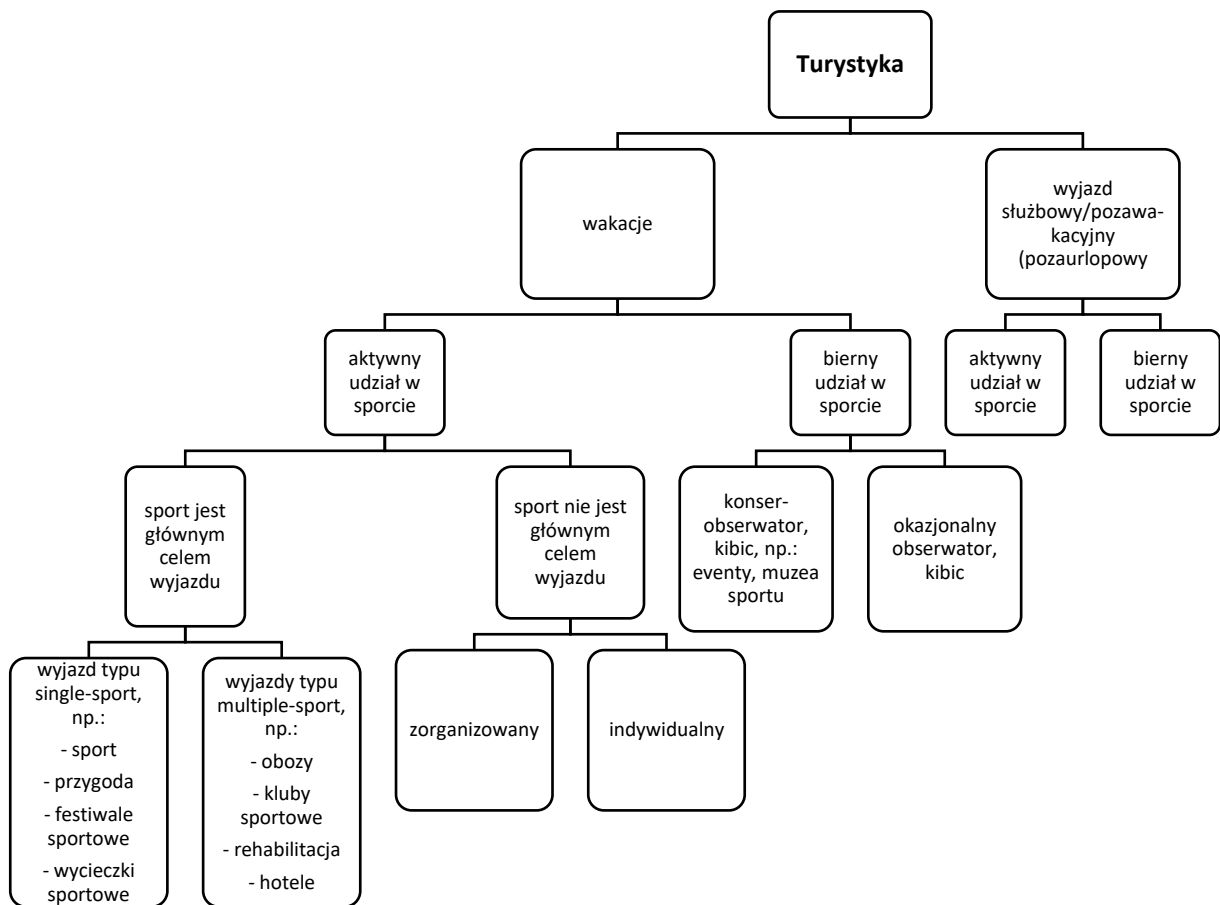 Turystyka
wakacje
wyjazd
służbowy/pozawa-
kacyjny
(pozaurlopowy
aktywny
udział w
sporcie
bierny
udział w
sporcie
aktywny
udział w
sporcie
bierny
udział w
sporcie
sport jest
głównym
celem
wyjazdu
sport nie jest
głównym
celem
wyjazdu
konser-
obserwator,
kibic, np.:
eventy, muzea
sportu
okazjonalny
obserwator,
kibic
wyjazd typu
single-sport,
np.:
- sport
- przygoda
- festiwale
sportowe
- wycieczki
sportowe
wyjazdy typu
multiple-sport,
np.:
- obozy
- kluby
sportowe
- rehabilitacja
- hotele
zorganizowany
indywidualny